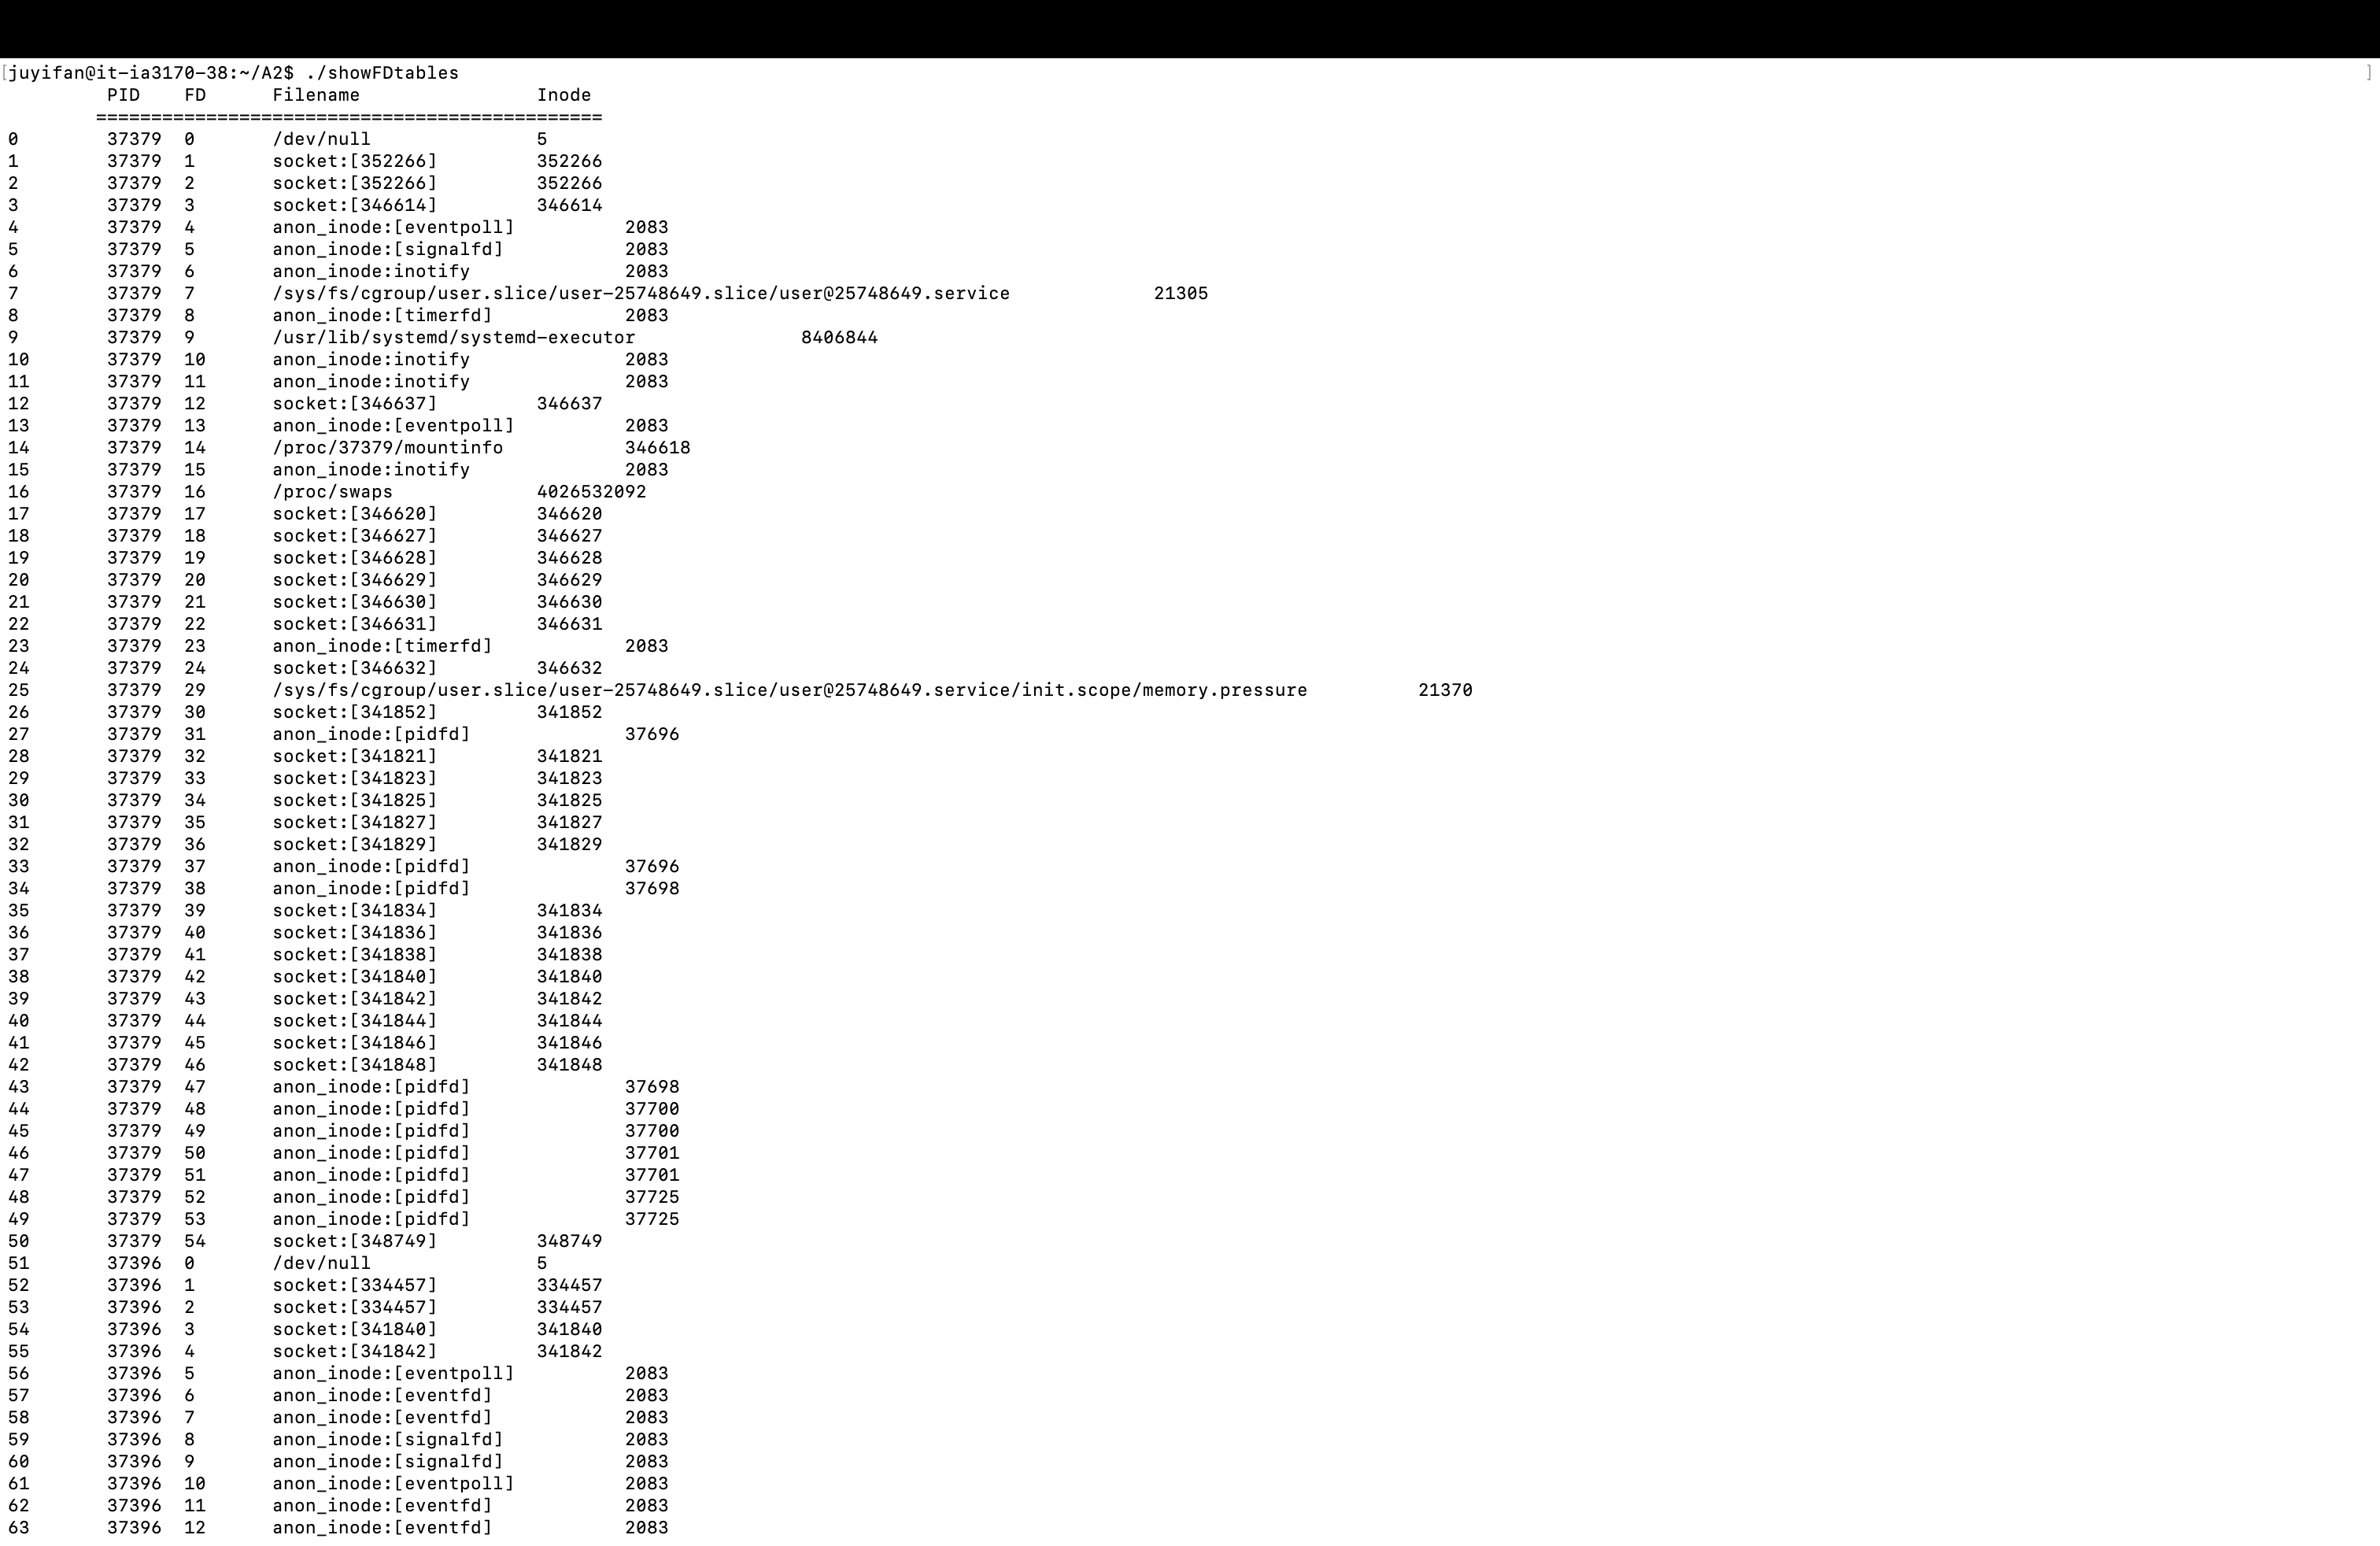 [juyifan@it-ia3170-38:~/A2$ ./showFDtables ]
PID FD Filename Inode
==============================================
0 37379 0 /dev/null 5
1 37379 1 socket:[352266] 352266
2 37379 2 socket:[352266] 352266
3 37379 3 socket:[346614] 346614
4 37379 4 anon_inode:[eventpoll] 2083
5 37379 5 anon_inode:[signalfd] 2083
6 37379 6 anon_inode:inotify 2083
7 37379 7 /sys/fs/cgroup/user.slice/user-25748649.slice/user@25748649.service 21305
8 37379 8 anon_inode:[timerfd] 2083
9 37379 9 /usr/lib/systemd/systemd-executor 8406844
10 37379 10 anon_inode:inotify 2083
11 37379 11 anon_inode:inotify 2083
12 37379 12 socket:[346637] 346637
13 37379 13 anon_inode:[eventpoll] 2083
14 37379 14 /proc/37379/mountinfo 346618
15 37379 15 anon_inode:inotify 2083
16 37379 16 /proc/swaps 4026532092
17 37379 17 socket:[346620] 346620
18 37379 18 socket:[346627] 346627
19 37379 19 socket:[346628] 346628
20 37379 20 socket:[346629] 346629
21 37379 21 socket:[346630] 346630
22 37379 22 socket:[346631] 346631
23 37379 23 anon_inode:[timerfd] 2083
24 37379 24 socket:[346632] 346632
25 37379 29 /sys/fs/cgroup/user.slice/user-25748649.slice/user@25748649.service/init.scope/memory.pressure 21370
26 37379 30 socket:[341852] 341852
27 37379 31 anon_inode:[pidfd] 37696
28 37379 32 socket:[341821] 341821
29 37379 33 socket:[341823] 341823
30 37379 34 socket:[341825] 341825
31 37379 35 socket:[341827] 341827
32 37379 36 socket:[341829] 341829
33 37379 37 anon_inode:[pidfd] 37696
34 37379 38 anon_inode:[pidfd] 37698
35 37379 39 socket:[341834] 341834
36 37379 40 socket:[341836] 341836
37 37379 41 socket:[341838] 341838
38 37379 42 socket:[341840] 341840
39 37379 43 socket:[341842] 341842
40 37379 44 socket:[341844] 341844
41 37379 45 socket:[341846] 341846
42 37379 46 socket:[341848] 341848
43 37379 47 anon_inode:[pidfd] 37698
44 37379 48 anon_inode:[pidfd] 37700
45 37379 49 anon_inode:[pidfd] 37700
46 37379 50 anon_inode:[pidfd] 37701
47 37379 51 anon_inode:[pidfd] 37701
48 37379 52 anon_inode:[pidfd] 37725
49 37379 53 anon_inode:[pidfd] 37725
50 37379 54 socket:[348749] 348749
51 37396 0 /dev/null 5
52 37396 1 socket:[334457] 334457
53 37396 2 socket:[334457] 334457
54 37396 3 socket:[341840] 341840
55 37396 4 socket:[341842] 341842
56 37396 5 anon_inode:[eventpoll] 2083
57 37396 6 anon_inode:[eventfd] 2083
58 37396 7 anon_inode:[eventfd] 2083
59 37396 8 anon_inode:[signalfd] 2083
60 37396 9 anon_inode:[signalfd] 2083
61 37396 10 anon_inode:[eventpoll] 2083
62 37396 11 anon_inode:[eventfd] 2083
63 37396 12 anon_inode:[eventfd] 2083